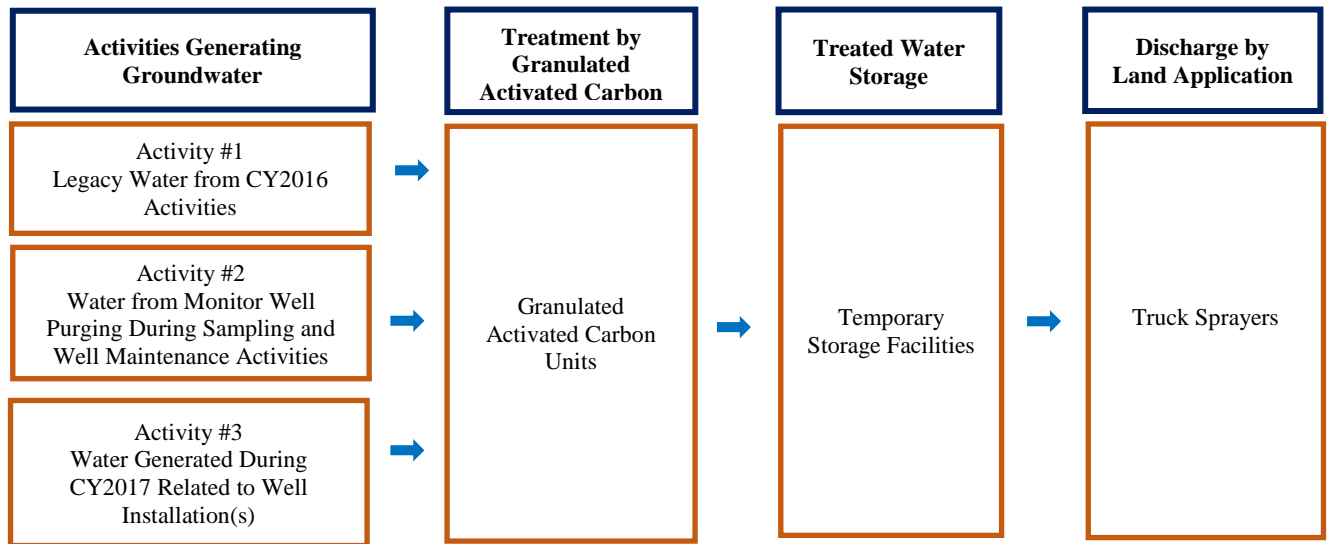 Activities Generating
Groundwater
Treatment by
Granulated
Activated Carbon
Treated Water
Storage
Discharge by
Land Application
Activity #1
Legacy Water from CY2016
Activities
Activity #2
Water from Monitor Well
Purging During Sampling and
Well Maintenance Activities
Activity #3
Water Generated During
CY2017 Related to Well
Installation(s)
Granulated
Activated Carbon
Units
Temporary
Storage Facilities
Truck Sprayers